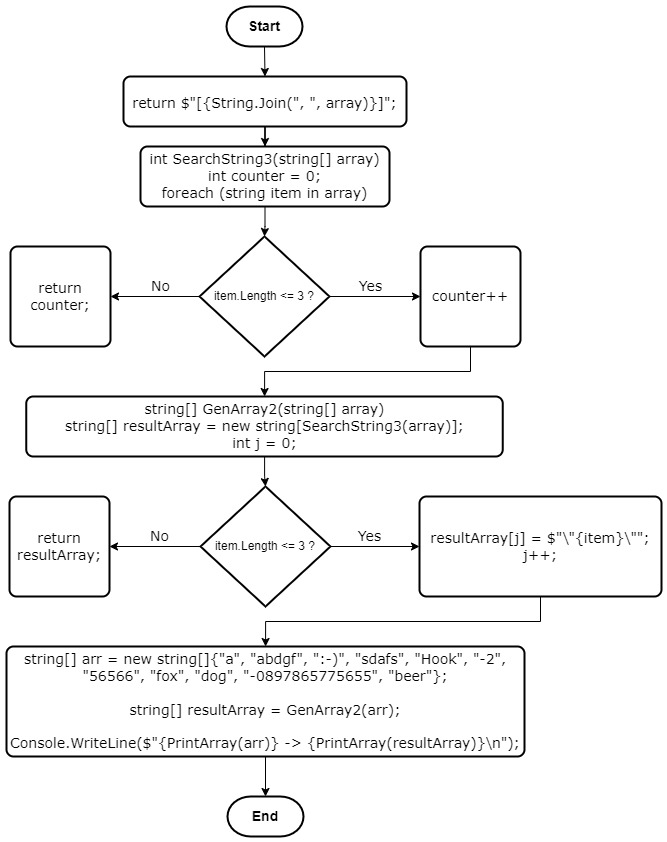 Start
return $"[{String.Join(", ", array)}]";
int SearchString3(string[] array)
int counter = 0;
foreach (string item in array)
return
counter;
No
item.Length <= 3 ?
Yes
counter++
string[] GenArray2(string[] array)
string[] resultArray = new string[SearchString3(array)];
int j = 0;
return
resultArray;
No
item.Length <= 3 ?
Yes
resultArray[j] = $"\"{item}\"";
j++;
string[] arr = new string[]{"a", "abdgf", ":-)", "sdafs", "Hook", "-2",
"56566", "fox", "dog", "-0897865775655", "beer"};
string[] resultArray = GenArray2(arr);
Console.WriteLine($"{PrintArray(arr)} -> {PrintArray(resultArray)}\n");
End